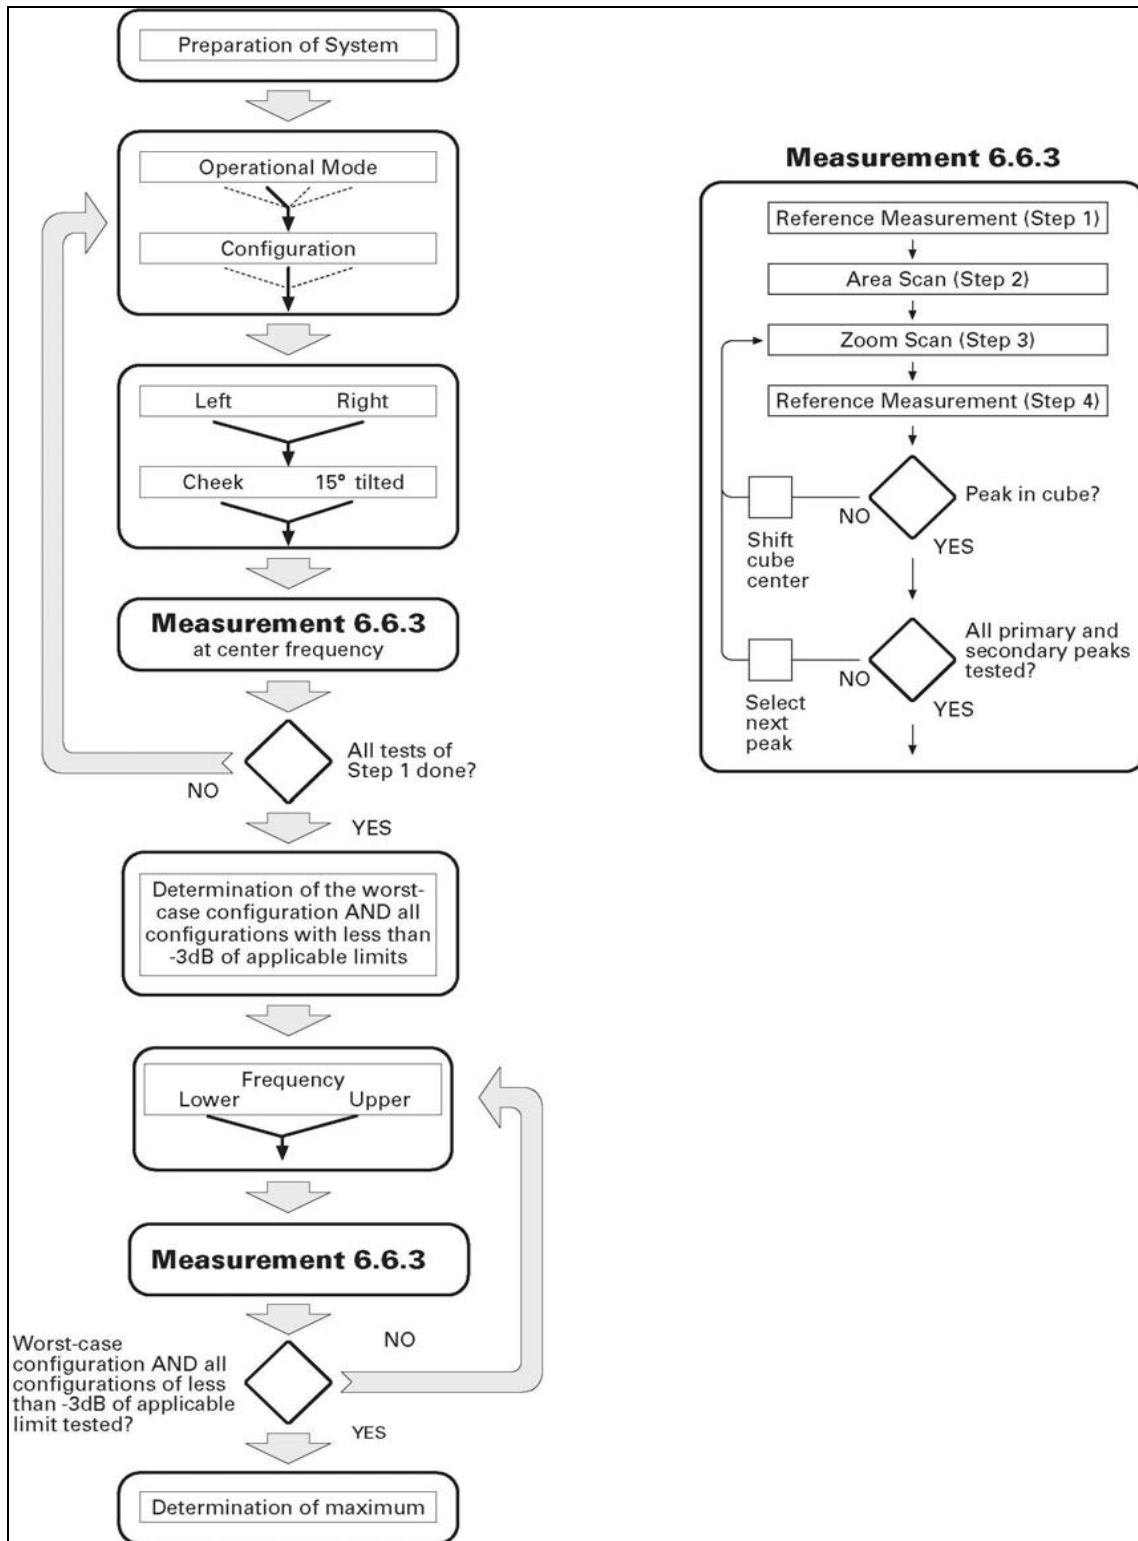 Preparation of System
Operational Mode
Configuration
Left Right
Cheek 15° tilted
Measurement 6.6.3
at center frequency
All tests of
Step 1 done?
NO
YES
Determination of the worst-
case configuration AND all
configurations with less than
-3dB of applicable limits
Frequency
Lower Upper
Measurement 6.6.3
Worst-case
configuration AND all
configurations of less
than -3dB of applicable
limit tested?
NO
YES
Determination of maximum
Measurement 6.6.3
Reference Measurement (Step 1)
Area Scan (Step 2)
Zoom Scan (Step 3)
Reference Measurement (Step 4)
Peak in cube?
NO
YES
Shift
cube
center
All primary and
secondary peaks
tested?
NO
YES
Select
next
peak